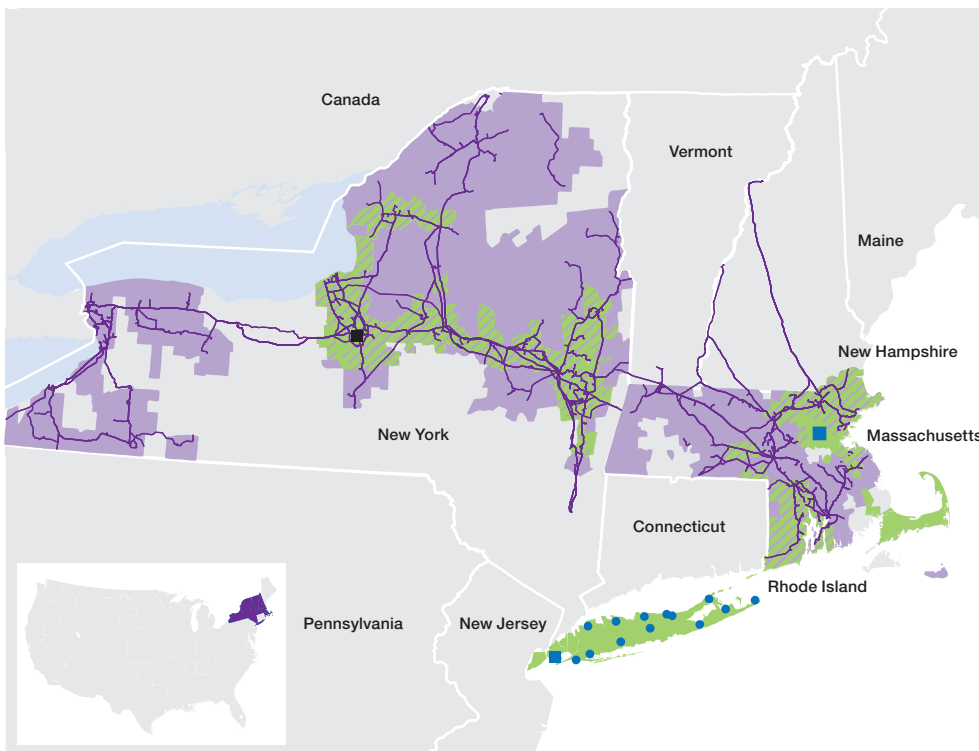 Canada
Vermont
Maine
New Hampshire
New York
Massachusetts
Connecticut
Rhode Island
Pennsylvania
New Jersey